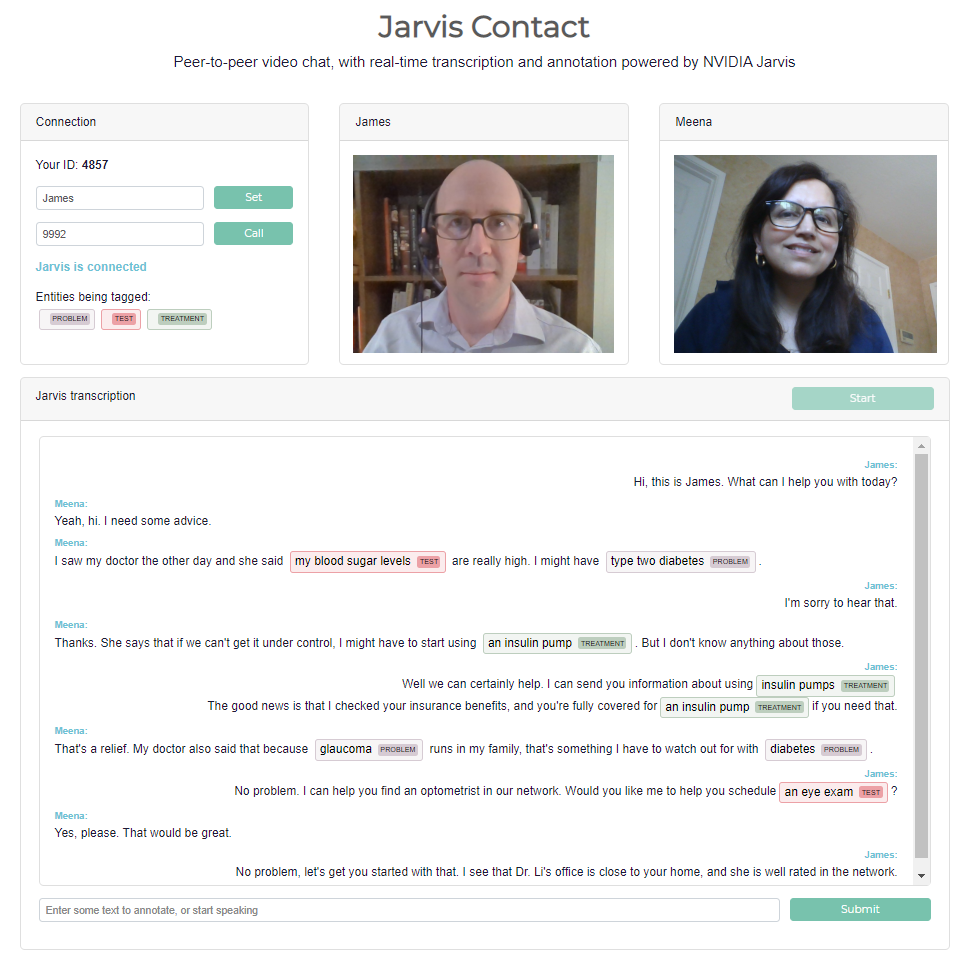 Jarvis Contact
Peer-to-peer video chat, with real-time transcription and annotation powered by NVIDIA Jarvis
Connection
Your ID: 4857
James
Set
9992
Call
Jarvis is connected
Entities being tagged:
PROBLEM TEST TREATMENT
James
Meena
Jarvis transcription
Start
James:
Hi, this is James. What can I help you with today?
Meena:
Yeah, hi. I need some advice.
Meena:
I saw my doctor the other day and she said my blood sugar levels TEST are really high. I might have type two diabetes PROBLEM .
James:
I'm sorry to hear that.
Meena:
Thanks. She says that if we can't get it under control, I might have to start using an insulin pump TREATMENT . But I don't know anything about those.
James:
Well we can certainly help. I can send you information about using insulin pumps TREATMENT
The good news is that I checked your insurance benefits, and you're fully covered for an insulin pump TREATMENT if you need that.
Meena:
That's a relief. My doctor also said that because glaucoma PROBLEM runs in my family, that's something I have to watch out for with diabetes PROBLEM .
James:
No problem. I can help you find an optometrist in our network. Would you like me to help you schedule an eye exam TEST ?
Meena:
Yes, please. That would be great.
James:
No problem, let's get you started with that. I see that Dr. Li's office is close to your home, and she is well rated in the network.
Enter some text to annotate, or start speaking
Submit